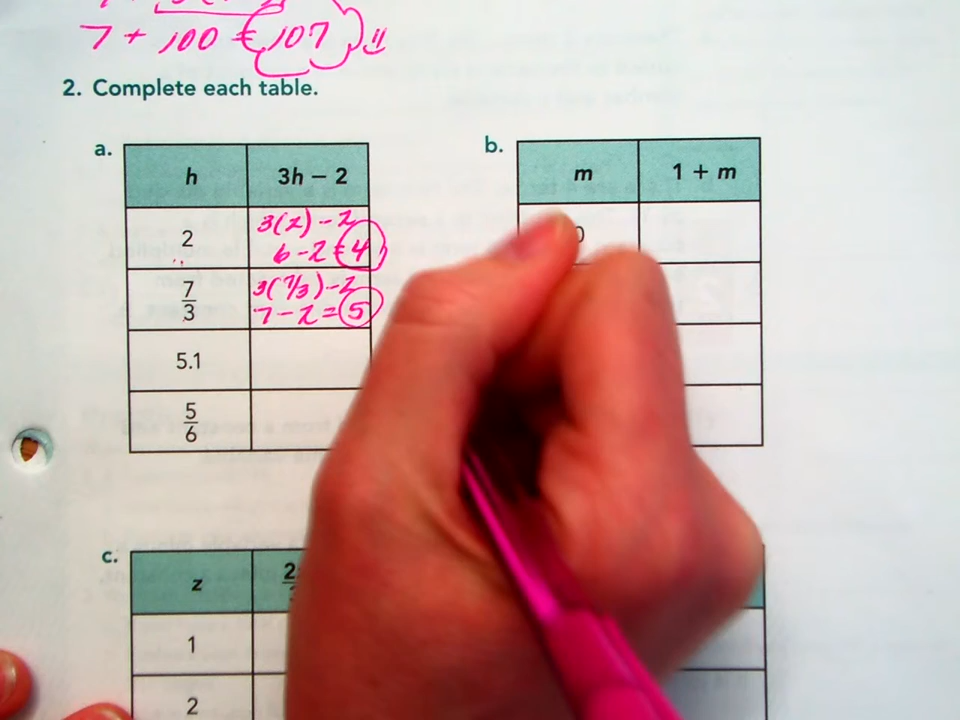 7 + 100 = 107
2. Complete each table.
a.
h 3h − 2
2 3(2) − 2
6 − 2 = 4
7/3 3(7/3) − 2
7 − 2 = 5
5.1
5/6
b.
m 1 + m
c.
z
1
2